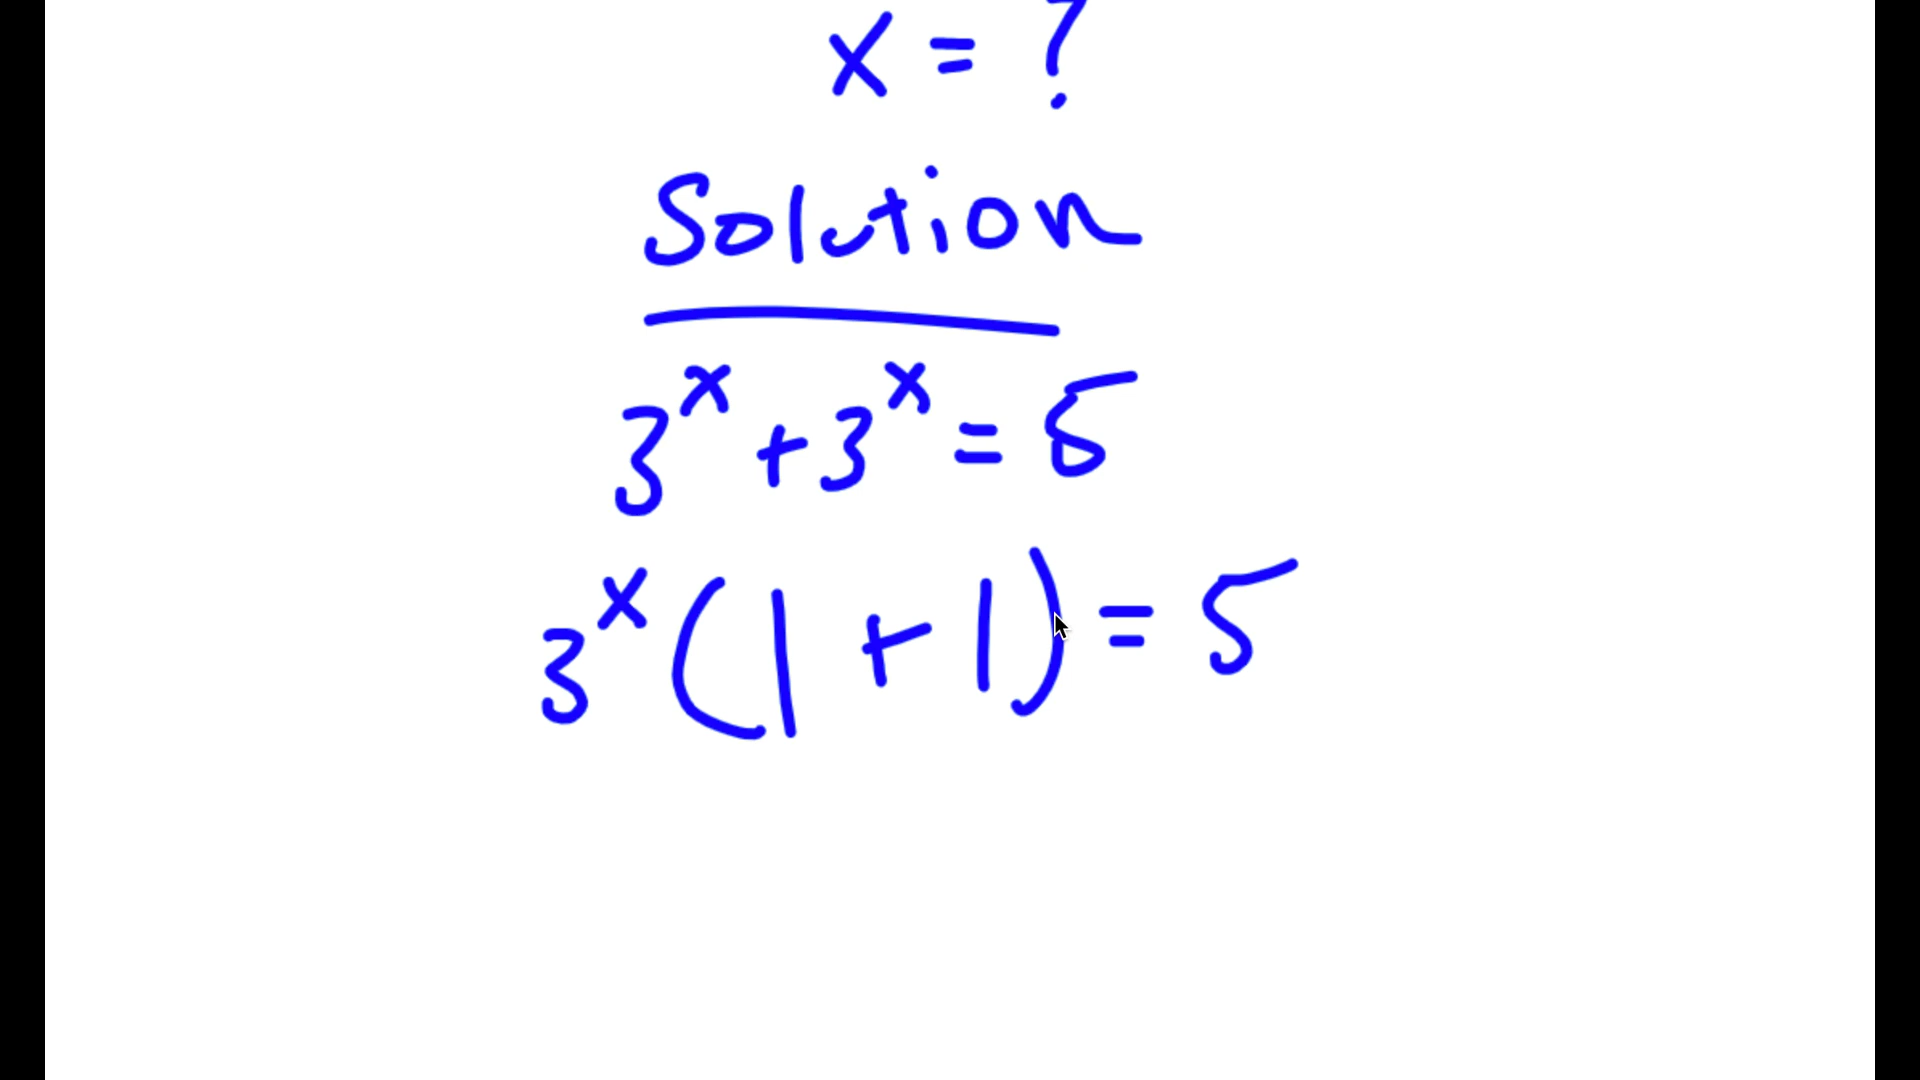 x = ?
Solution
3^x + 3^x = 5
3^x (1 + 1) = 5